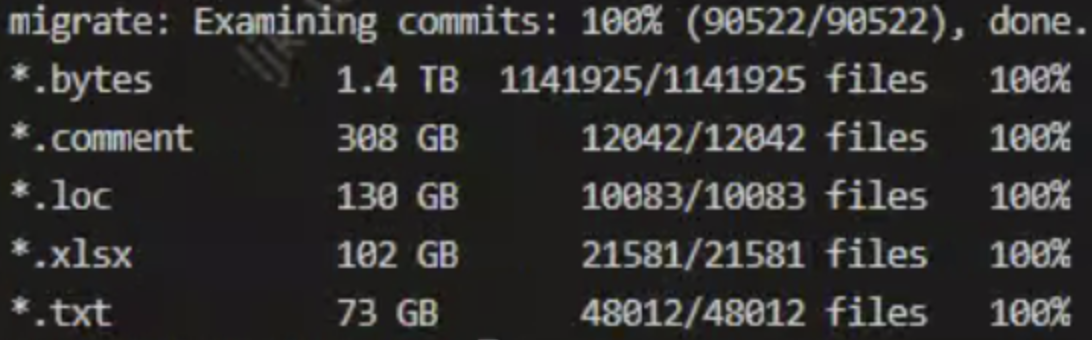 migrate: Examining commits: 100% (90522/90522), done.
*.bytes 1.4 TB 1141925/1141925 files 100%
*.comment 308 GB 12042/12042 files 100%
*.loc 130 GB 10083/10083 files 100%
*.xlsx 102 GB 21581/21581 files 100%
*.txt 73 GB 48012/48012 files 100%